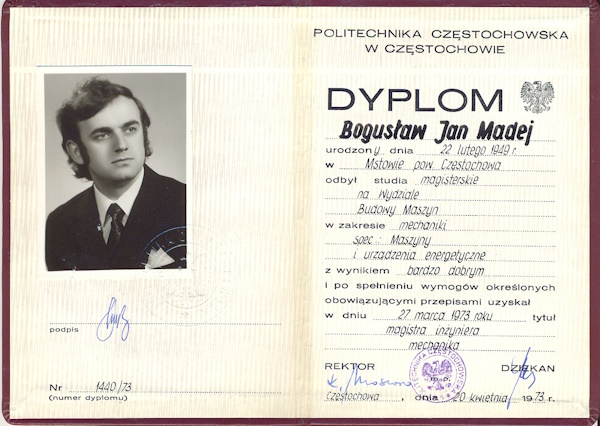 podpis
Nr 1440/73
(numer dyplomu)
POLITECHNIKA CZĘSTOCHOWSKA
W CZĘSTOCHOWIE
DYPLOM
Bogusław Jan Madej
urodzony dnia 22 lutego 1949 r.
w Mstowie pow. Częstochowa
odbył studia magisterskie
na Wydziale
Budowy Maszyn
w zakresie mechaniki
spec.: Maszyny
i urządzenia energetyczne
z wynikiem bardzo dobrym
i po spełnieniu wymogów określonych
obowiązującymi przepisami uzyskał
w dniu 27 marca 1973 roku tytuł
magistra inżyniera
mechanika
REKTOR DZIEKAN
POLITECHNIKA CZĘSTOCHOWSKA
Częstochowa, dnia 20 kwietnia 1973 r.